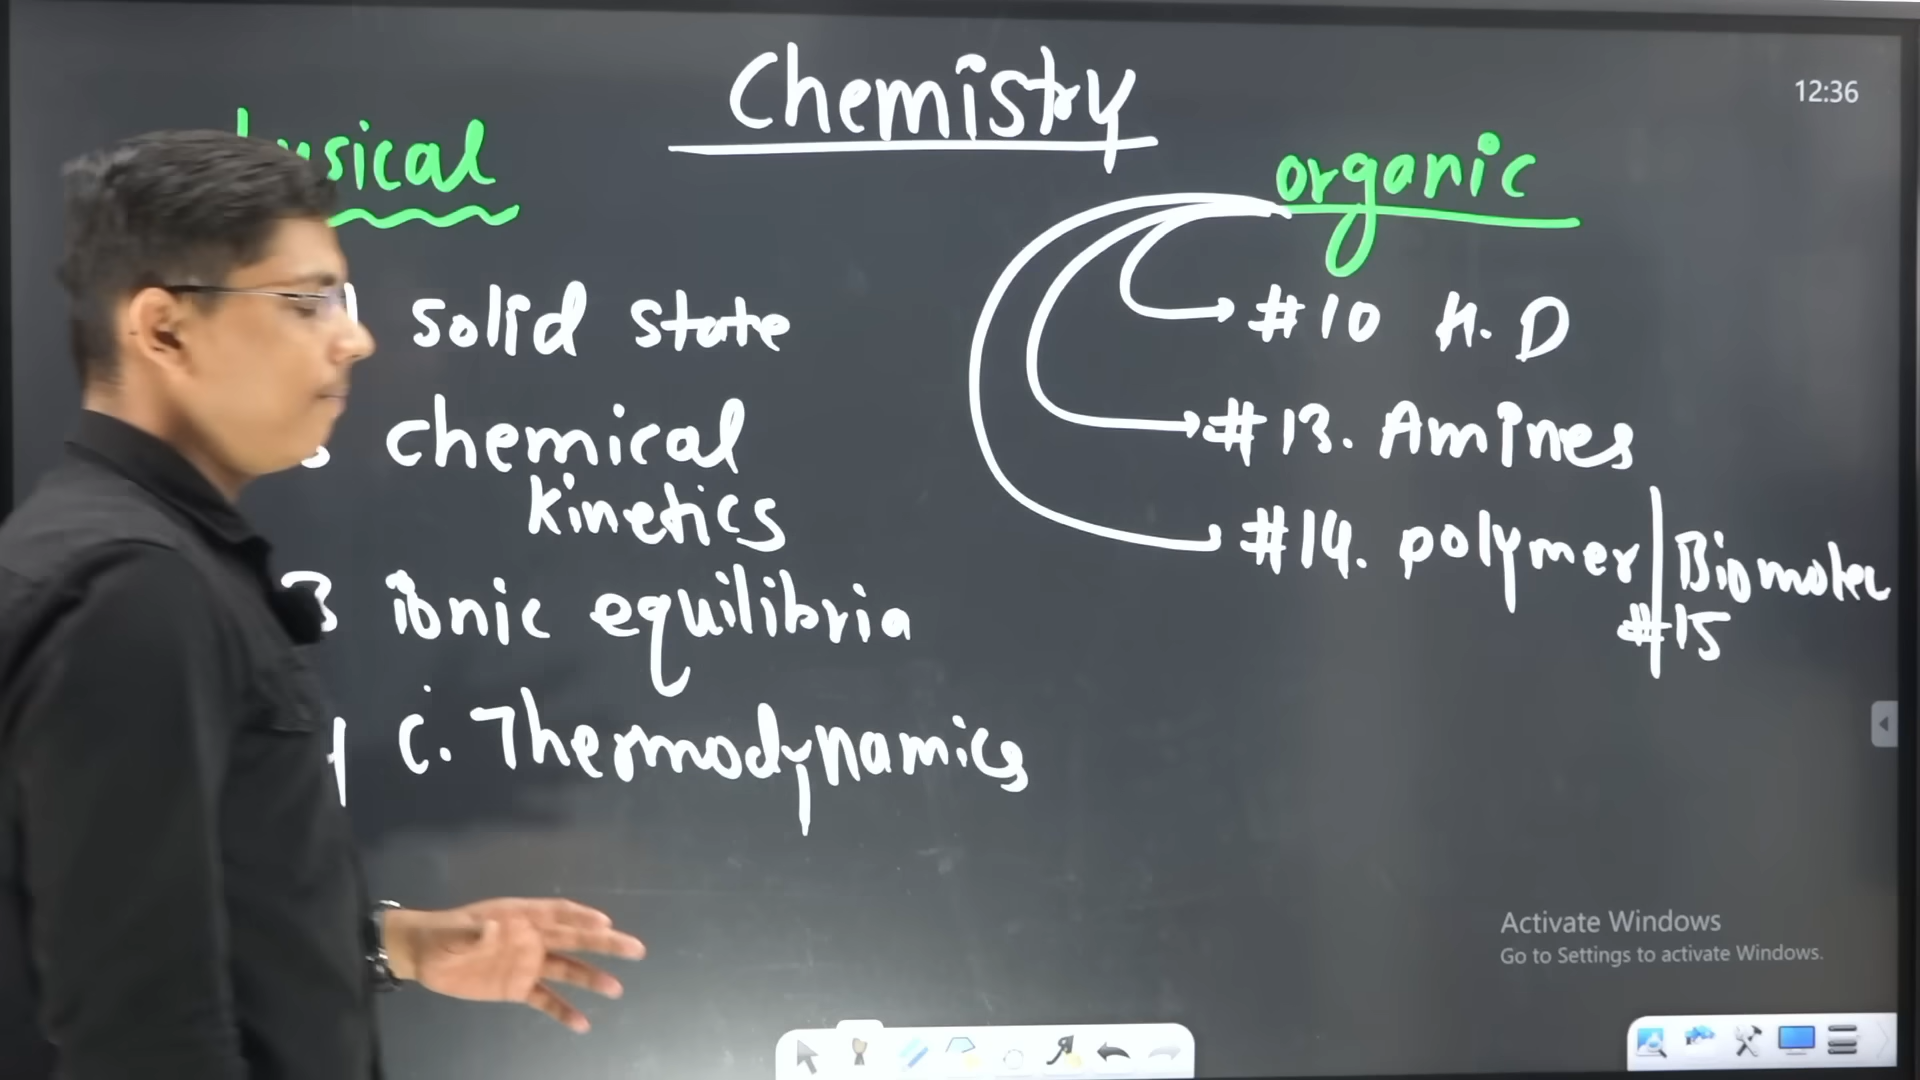 Chemistry
12:36
organic
solid state
chemical
kinetics
3 ionic equilibria
C. Thermodynamics
#10 H.D
#13. Amines
#14. polymer | Biomolec
#15
Activate Windows
Go to Settings to activate Windows.